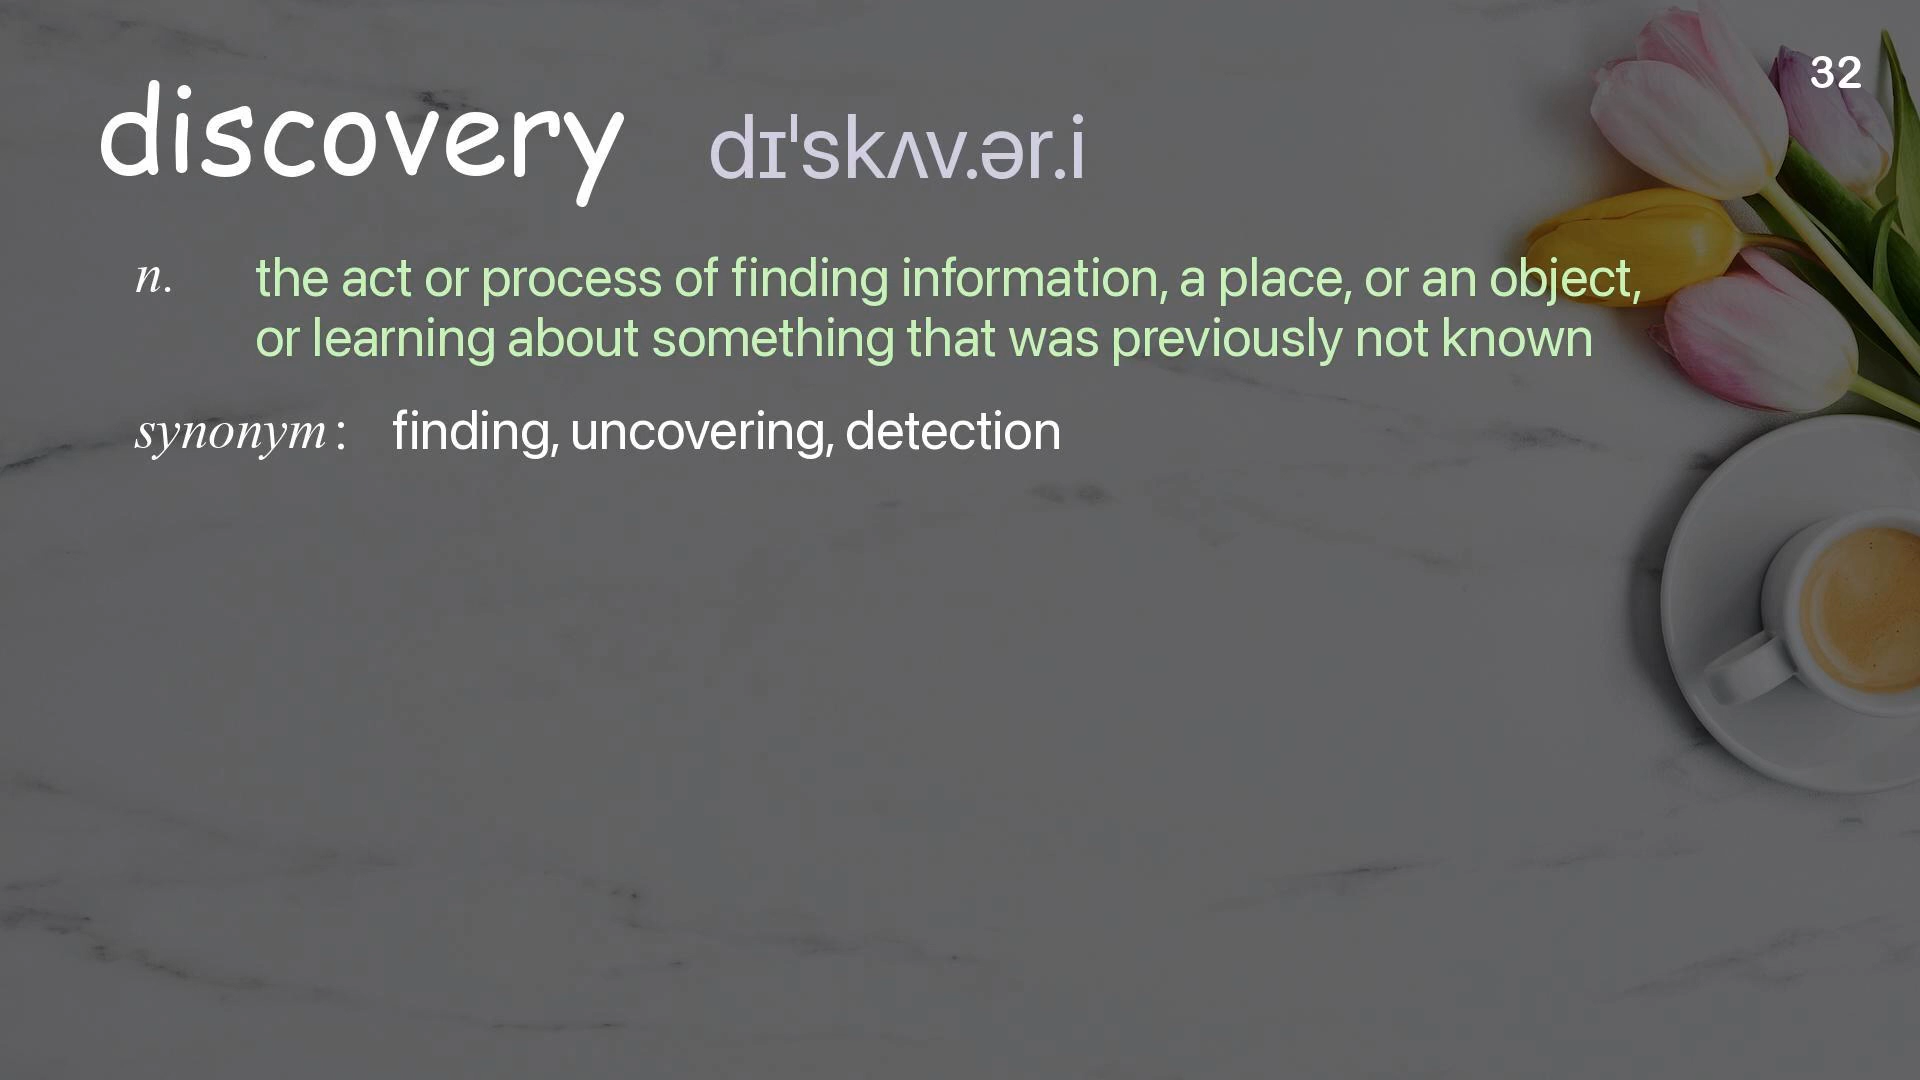 32
discovery dɪˈskʌv.ər.i
n. the act or process of finding information, a place, or an object,
or learning about something that was previously not known
synonym: finding, uncovering, detection